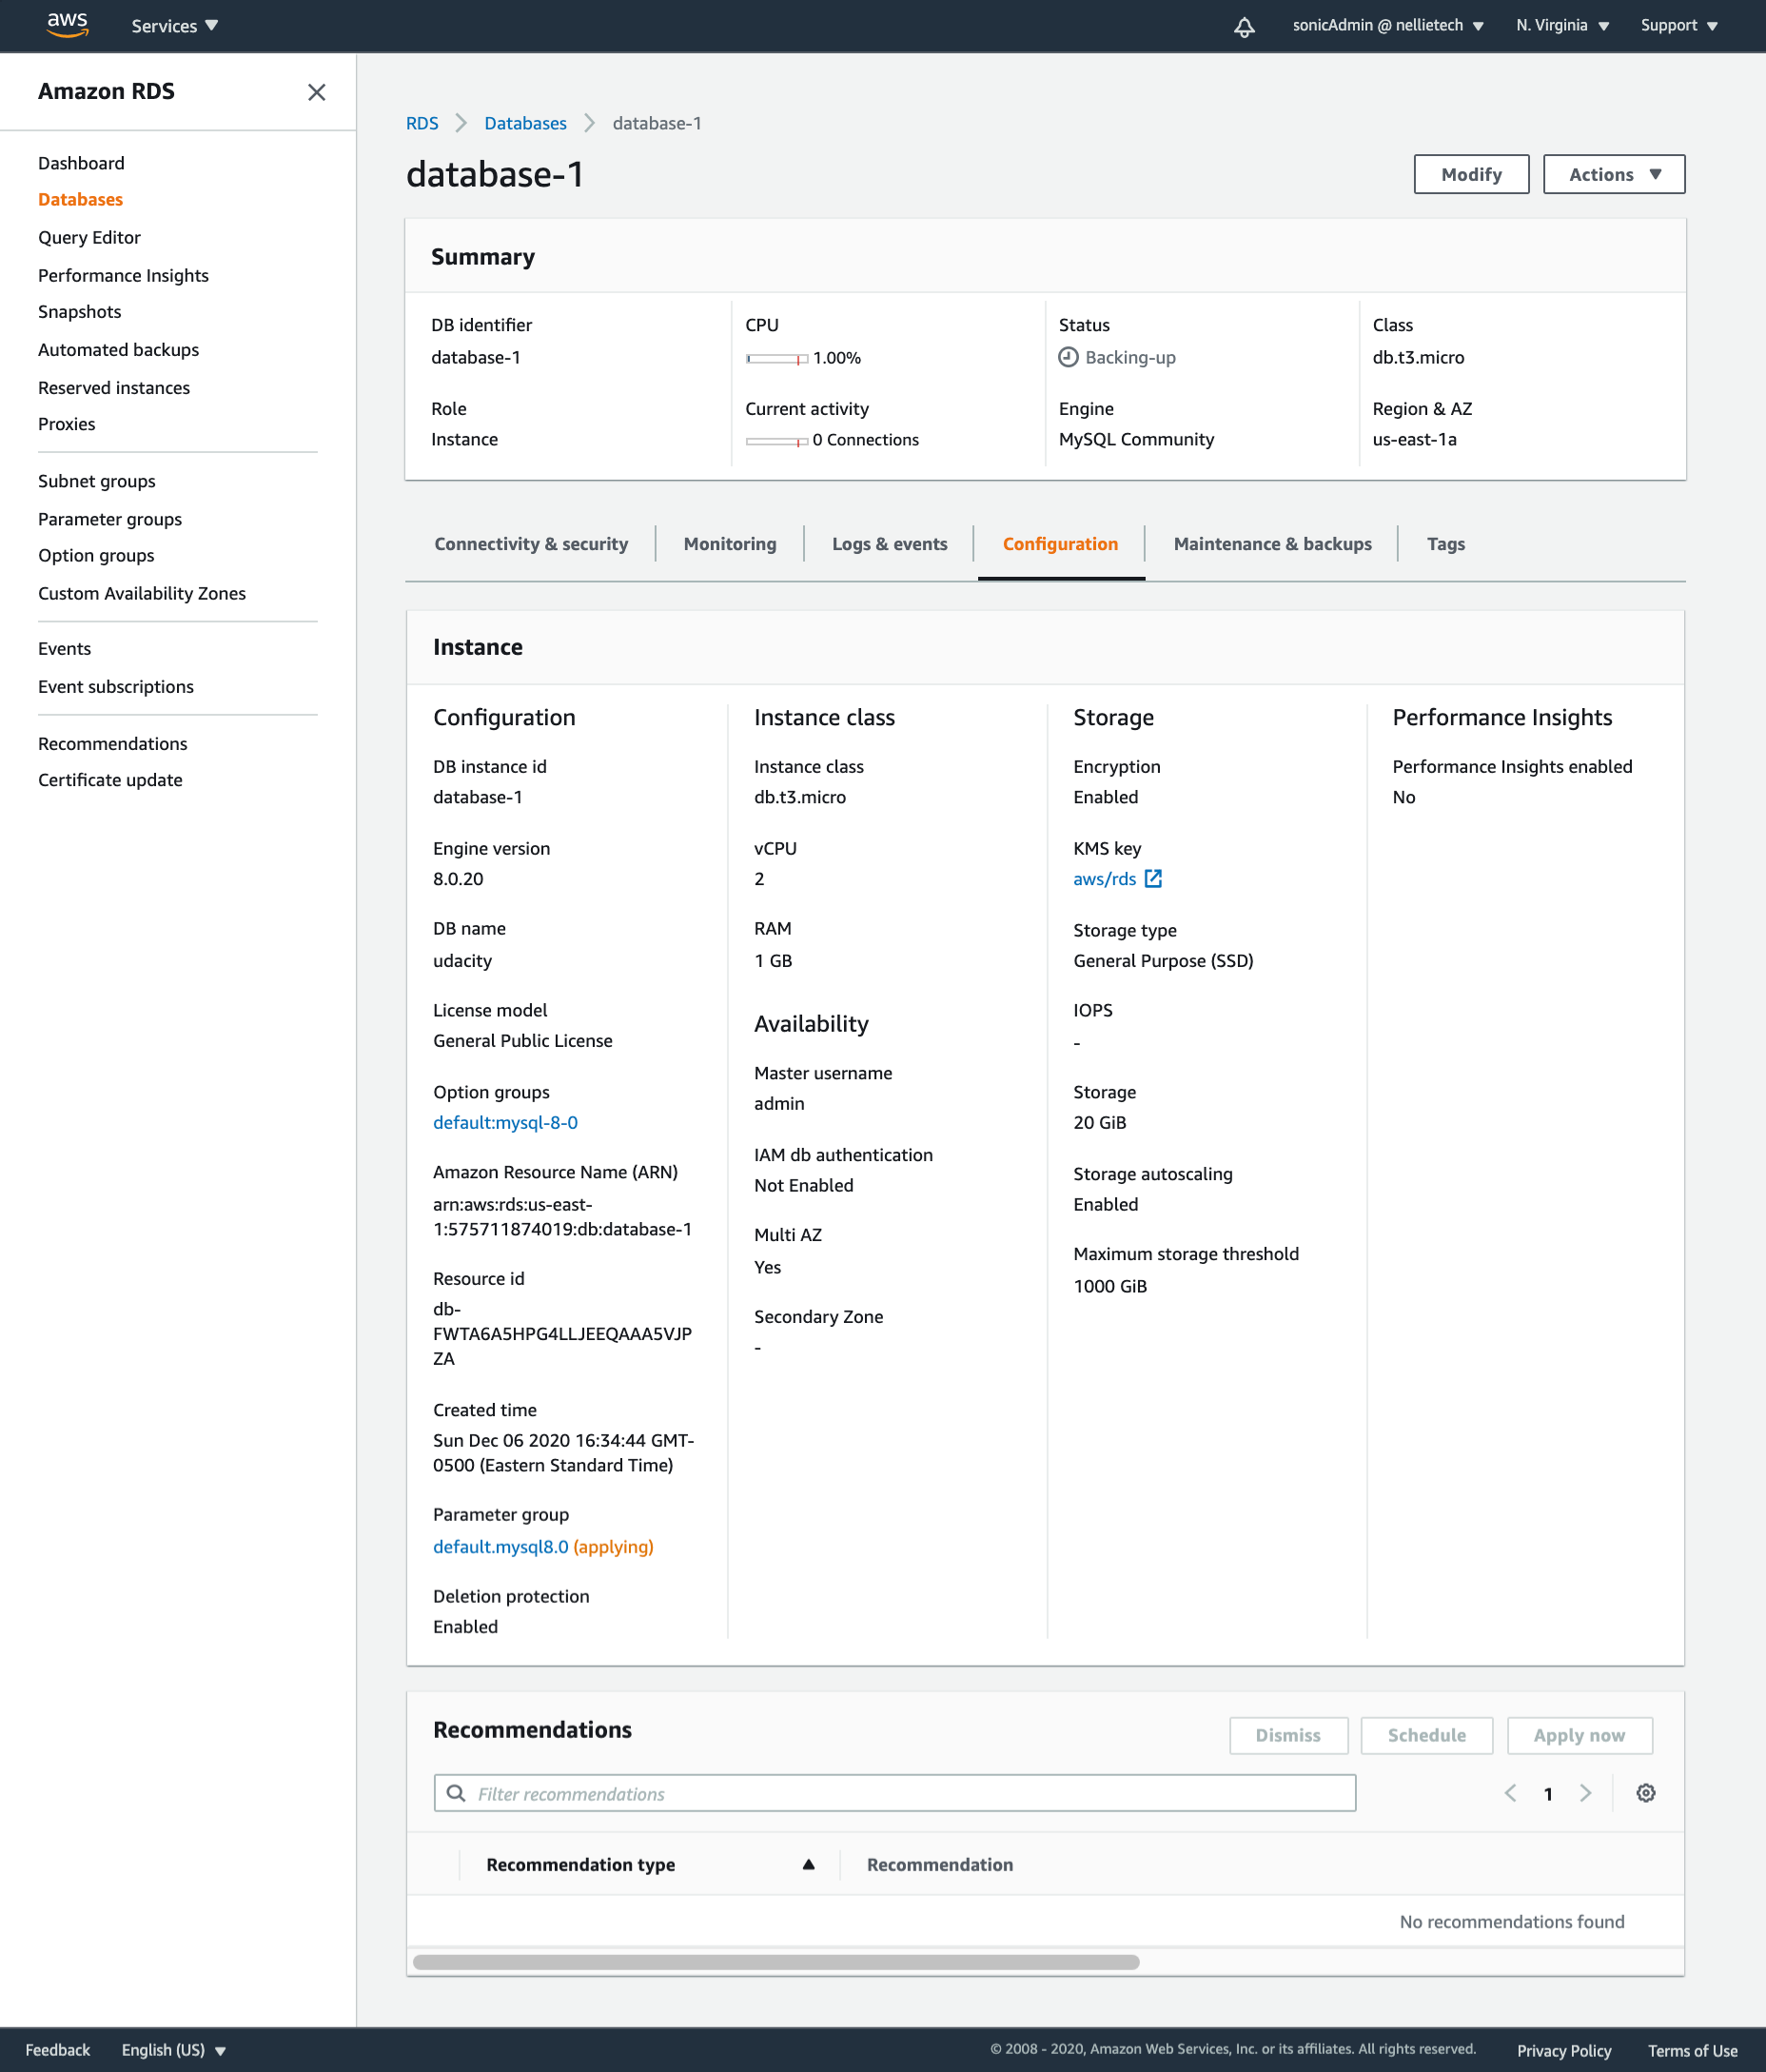 aws
Services
sonicAdmin @ nellietech
N. Virginia
Support
Amazon RDS
Dashboard
Databases
Query Editor
Performance Insights
Snapshots
Automated backups
Reserved instances
Proxies
Subnet groups
Parameter groups
Option groups
Custom Availability Zones
Events
Event subscriptions
Recommendations
Certificate update
RDS
Databases
database-1
database-1
Modify
Actions
Summary
DB identifier
database-1
CPU
1.00%
Status
Backing-up
Class
db.t3.micro
Role
Instance
Current activity
0 Connections
Engine
MySQL Community
Region & AZ
us-east-1a
Connectivity & security
Monitoring
Logs & events
Configuration
Maintenance & backups
Tags
Instance
Configuration
DB instance id
database-1
Engine version
8.0.20
DB name
udacity
License model
General Public License
Option groups
default:mysql-8-0
Amazon Resource Name (ARN)
arn:aws:rds:us-east-
1:575711874019:db:database-1
Resource id
db-
FWTA6A5HPG4LLJEEQAAA5VJP
ZA
Created time
Sun Dec 06 2020 16:34:44 GMT-
0500 (Eastern Standard Time)
Parameter group
default.mysql8.0 (applying)
Deletion protection
Enabled
Instance class
Instance class
db.t3.micro
vCPU
2
RAM
1 GB
Availability
Master username
admin
IAM db authentication
Not Enabled
Multi AZ
Yes
Secondary Zone
-
Storage
Encryption
Enabled
KMS key
aws/rds
Storage type
General Purpose (SSD)
IOPS
-
Storage
20 GiB
Storage autoscaling
Enabled
Maximum storage threshold
1000 GiB
Performance Insights
Performance Insights enabled
No
Recommendations
Dismiss
Schedule
Apply now
Filter recommendations
1
Recommendation type
Recommendation
No recommendations found
Feedback
English (US)
© 2008 - 2020, Amazon Web Services, Inc. or its affiliates. All rights reserved.
Privacy Policy
Terms of Use